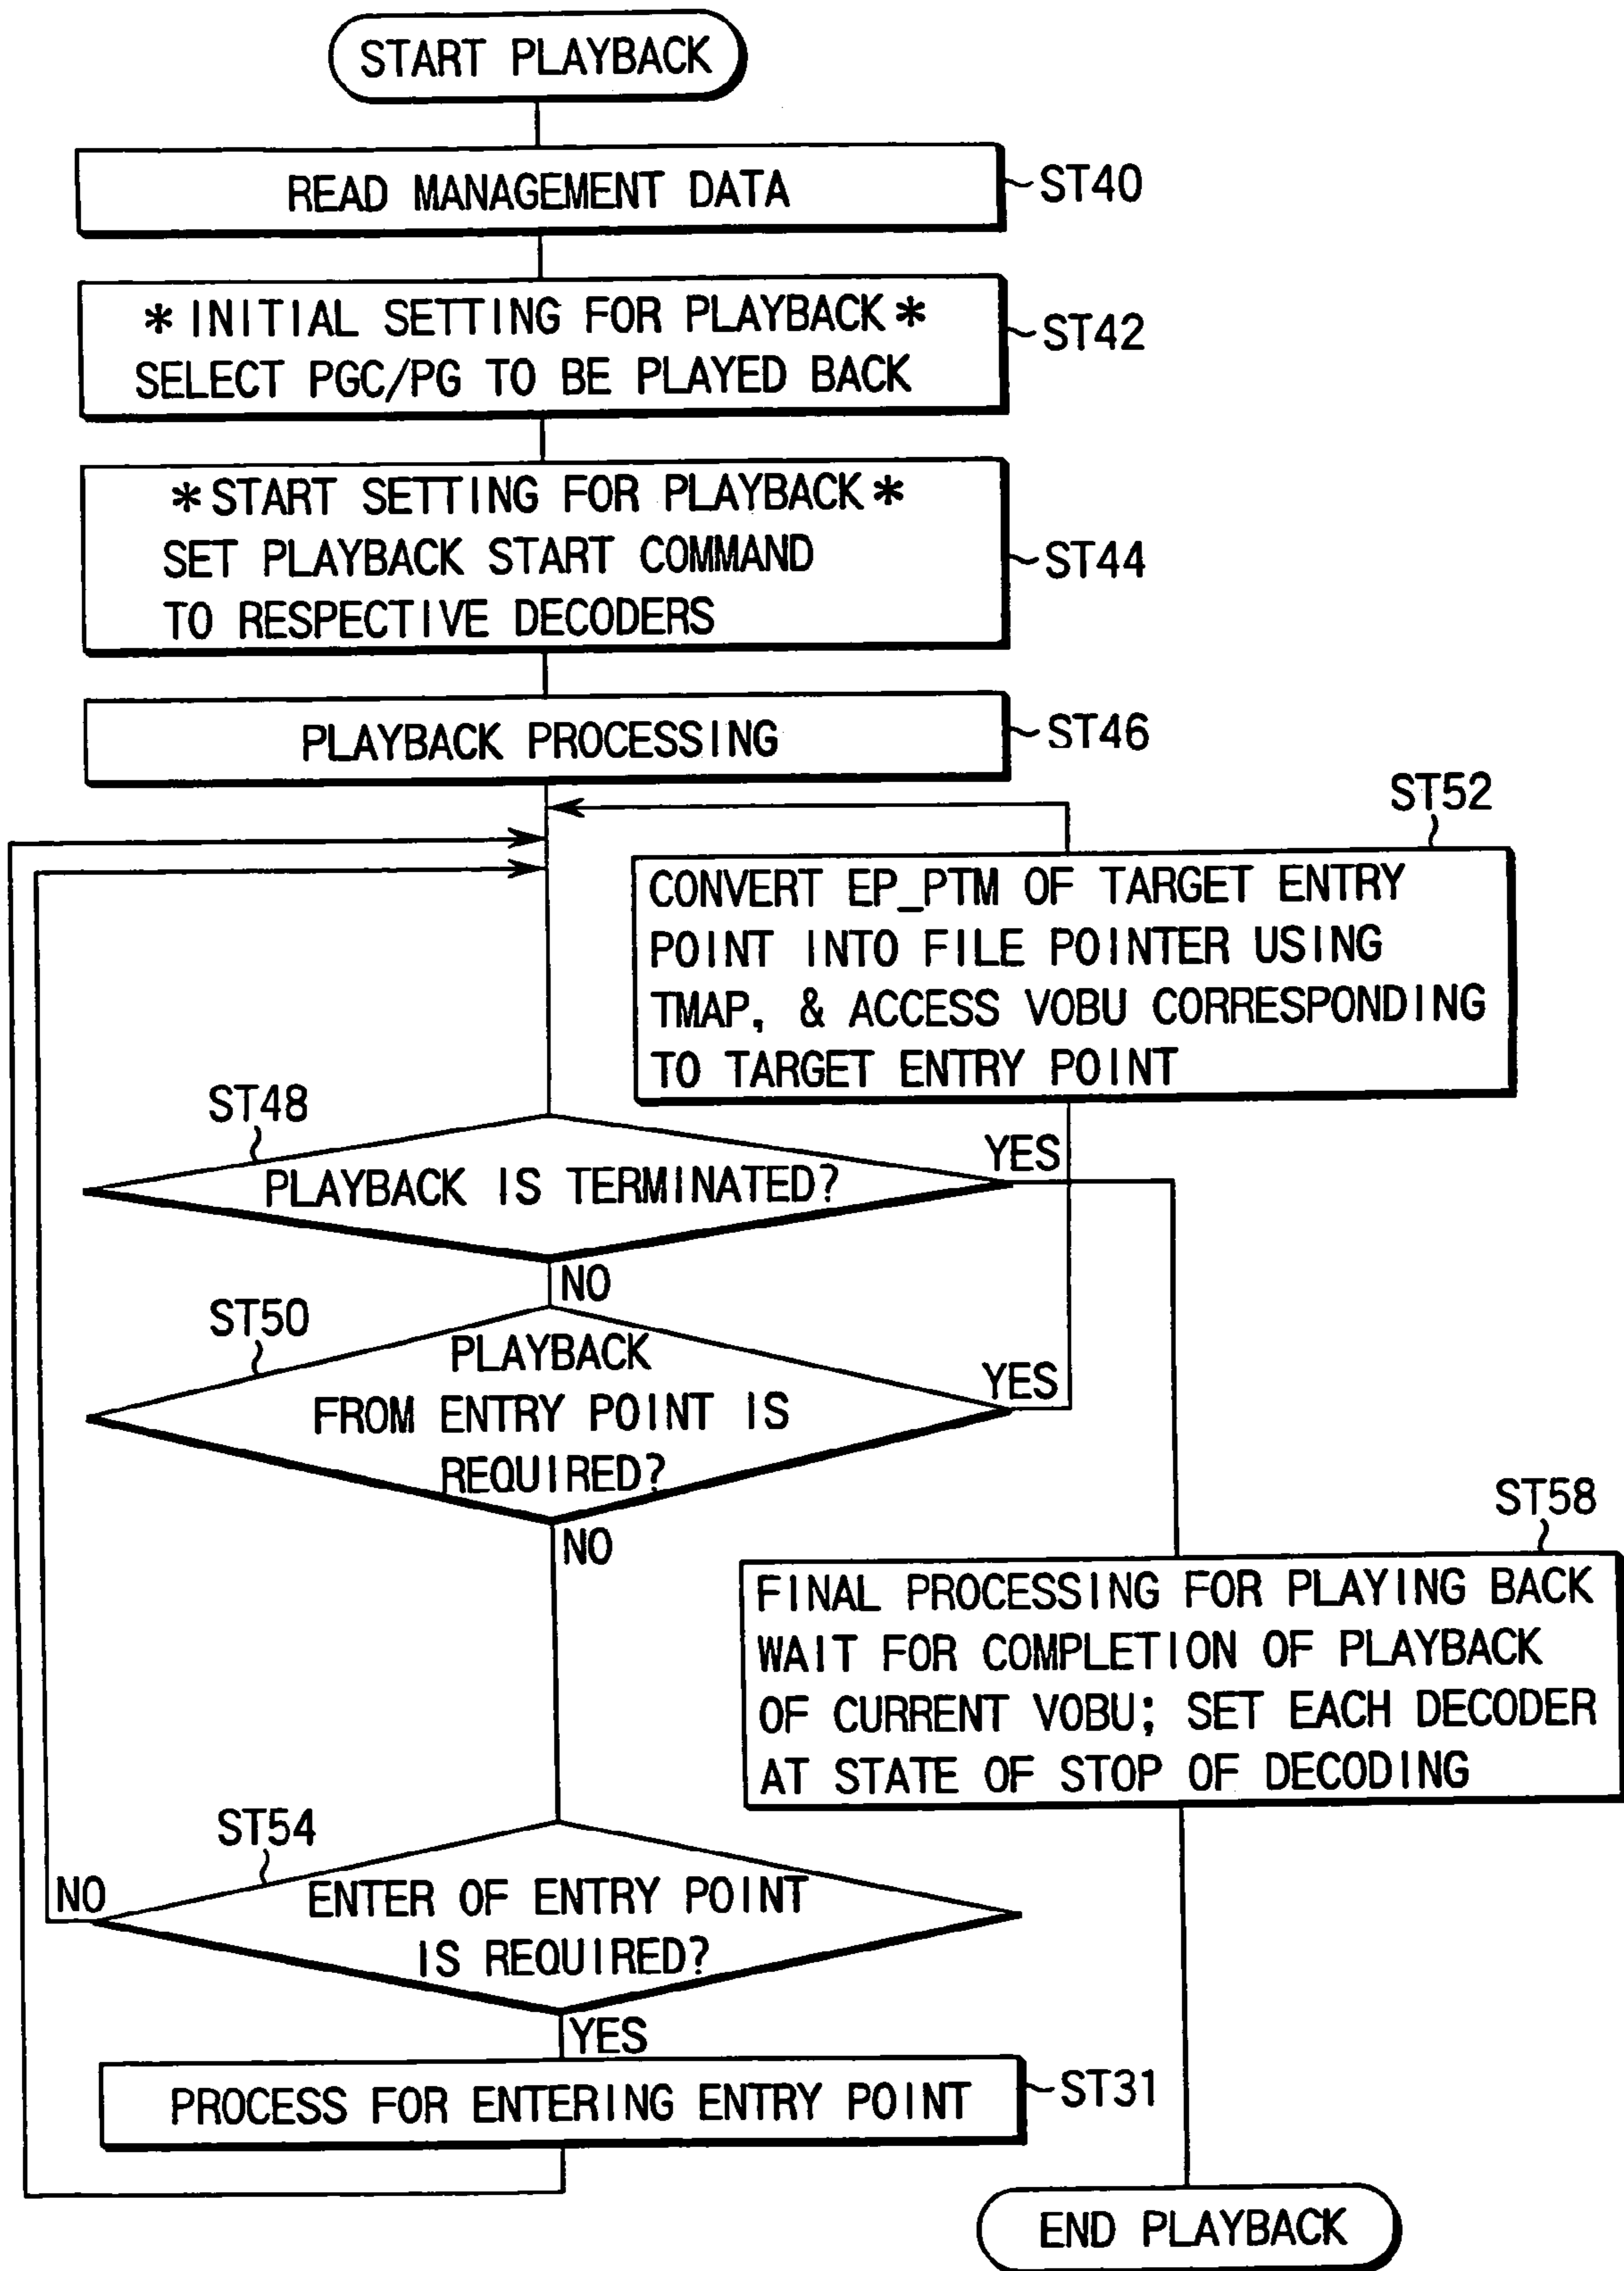 START PLAYBACK
READ MANAGEMENT DATA
ST40
* INITIAL SETTING FOR PLAYBACK *
SELECT PGC/PG TO BE PLAYED BACK
ST42
* START SETTING FOR PLAYBACK *
SET PLAYBACK START COMMAND
TO RESPECTIVE DECODERS
ST44
PLAYBACK PROCESSING
ST46
ST52
CONVERT EP_PTM OF TARGET ENTRY
POINT INTO FILE POINTER USING
TMAP, & ACCESS VOBU CORRESPONDING
TO TARGET ENTRY POINT
ST48
PLAYBACK IS TERMINATED?
YES
NO
ST50
PLAYBACK
FROM ENTRY POINT IS
REQUIRED?
YES
NO
ST58
FINAL PROCESSING FOR PLAYING BACK
WAIT FOR COMPLETION OF PLAYBACK
OF CURRENT VOBU; SET EACH DECODER
AT STATE OF STOP OF DECODING
ST54
NO
ENTER OF ENTRY POINT
IS REQUIRED?
YES
PROCESS FOR ENTERING ENTRY POINT
ST31
END PLAYBACK